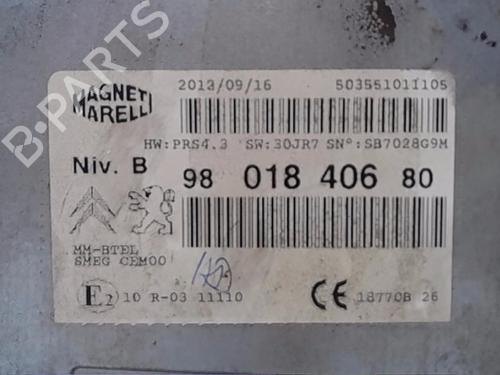 B-PARTS
MAGNETI MARELLI
2013/09/16 503551011105
HW:PRS4.3 SW:30JR7 SN°:SB7028G9M
Niv. B
98 018 406 80
MM-BTEL
SMEG CEM00
E2 10 R-03 11110
CE 18770B 26